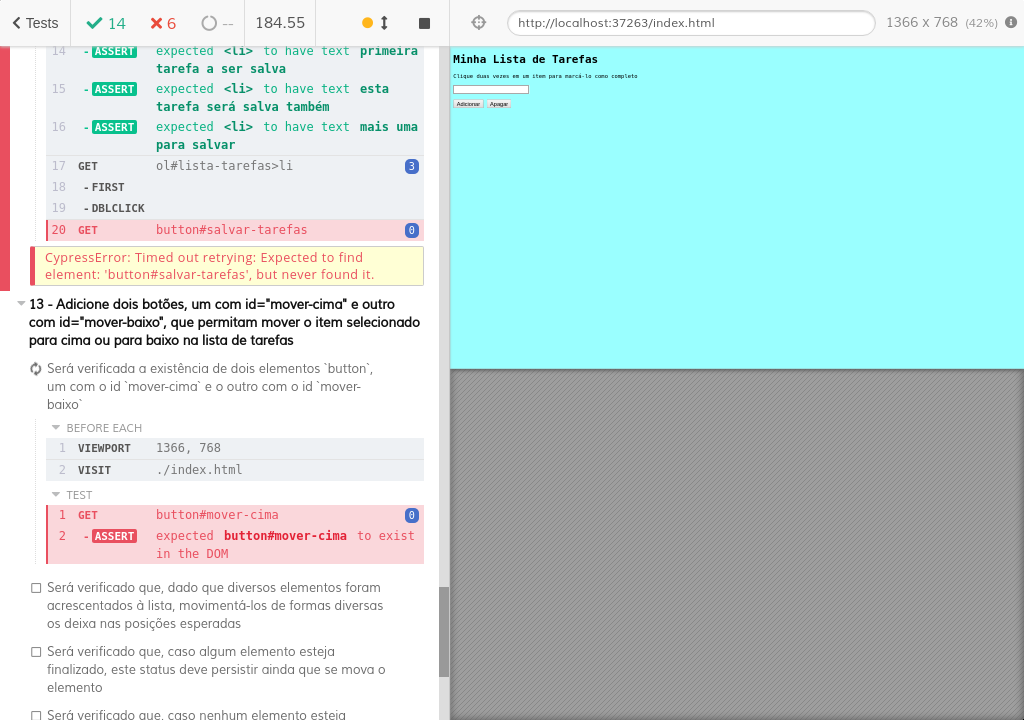 Tests
14
6
--
184.55
http://localhost:37263/index.html
1366 x 768 (42%)
14 - ASSERT expected <li> to have text primeira
tarefa a ser salva
15 - ASSERT expected <li> to have text esta
tarefa será salva também
16 - ASSERT expected <li> to have text mais uma
para salvar
17 GET ol#lista-tarefas>li 3
18 - FIRST
19 - DBLCLICK
20 GET button#salvar-tarefas 0
CypressError: Timed out retrying: Expected to find
element: 'button#salvar-tarefas', but never found it.
13 - Adicione dois botões, um com id="mover-cima" e outro
com id="mover-baixo", que permitam mover o item selecionado
para cima ou para baixo na lista de tarefas
Será verificada a existência de dois elementos `button`,
um com o id `mover-cima` e o outro com o id `mover-
baixo`
BEFORE EACH
1 VIEWPORT 1366, 768
2 VISIT ./index.html
TEST
1 GET button#mover-cima 0
2 - ASSERT expected button#mover-cima to exist
in the DOM
Será verificado que, dado que diversos elementos foram
acrescentados à lista, movimentá-los de formas diversas
os deixa nas posições esperadas
Será verificado que, caso algum elemento esteja
finalizado, este status deve persistir ainda que se mova o
elemento
Será verificado que, caso nenhum elemento esteja
Minha Lista de Tarefas
Clique duas vezes em um item para marcá-lo como completo
Adicionar Apagar